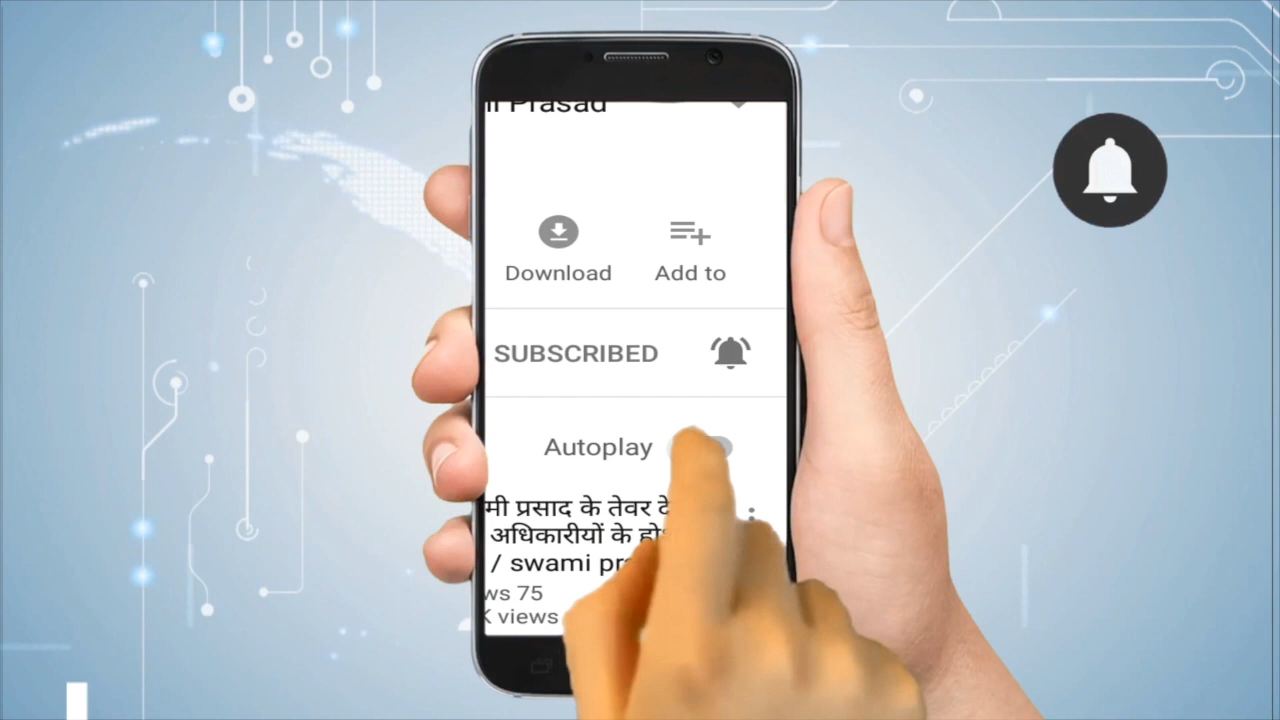 Prasad
Download
Add to
SUBSCRIBED
Autoplay
मी प्रसाद के तेवर
अधिकारीयों के
/ swami
ws 75
K views